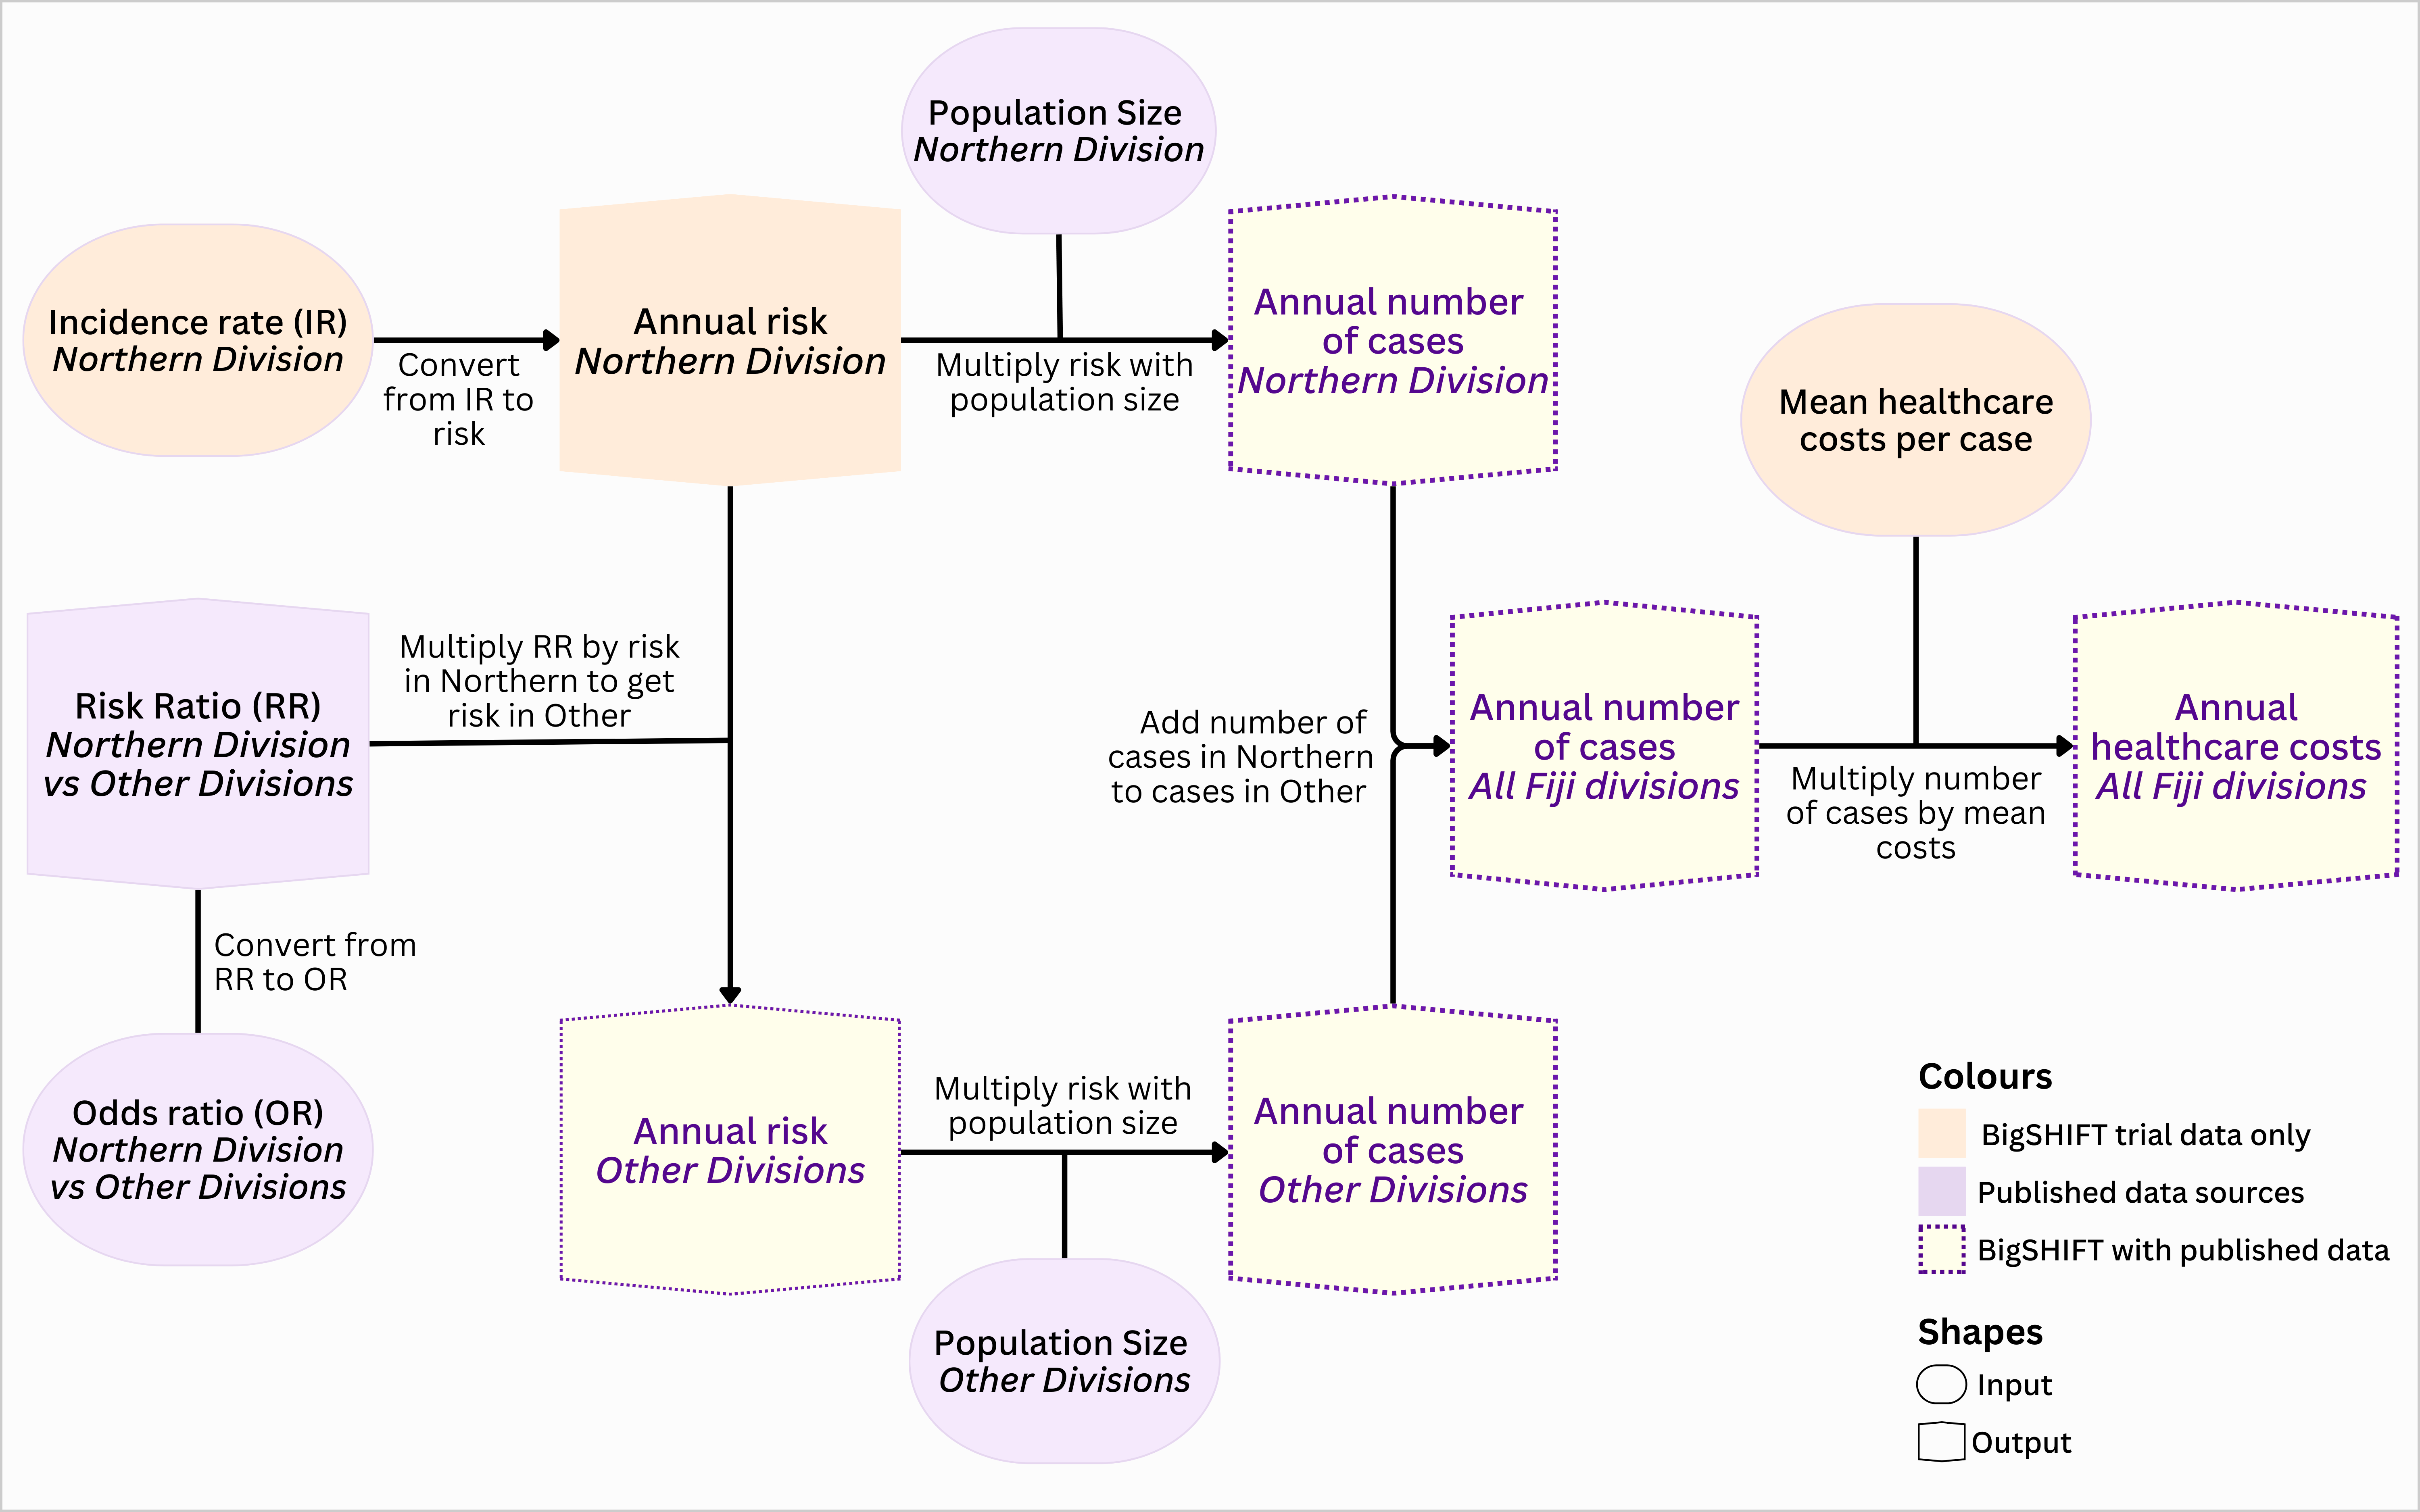 Population Size
Northern Division
Incidence rate (IR)
Northern Division
Convert
from IR to
risk
Annual risk
Northern Division
Multiply risk with
population size
Annual number
of cases
Northern Division
Mean healthcare
costs per case
Risk Ratio (RR)
Northern Division
vs Other Divisions
Multiply RR by risk
in Northern to get
risk in Other
Add number of
cases in Northern
to cases in Other
Annual number
of cases
All Fiji divisions
Multiply number
of cases by mean
costs
Annual
healthcare costs
All Fiji divisions
Convert from
RR to OR
Odds ratio (OR)
Northern Division
vs Other Divisions
Annual risk
Other Divisions
Multiply risk with
population size
Annual number
of cases
Other Divisions
Population Size
Other Divisions
Colours
BigSHIFT trial data only
Published data sources
BigSHIFT with published data
Shapes
Input
Output